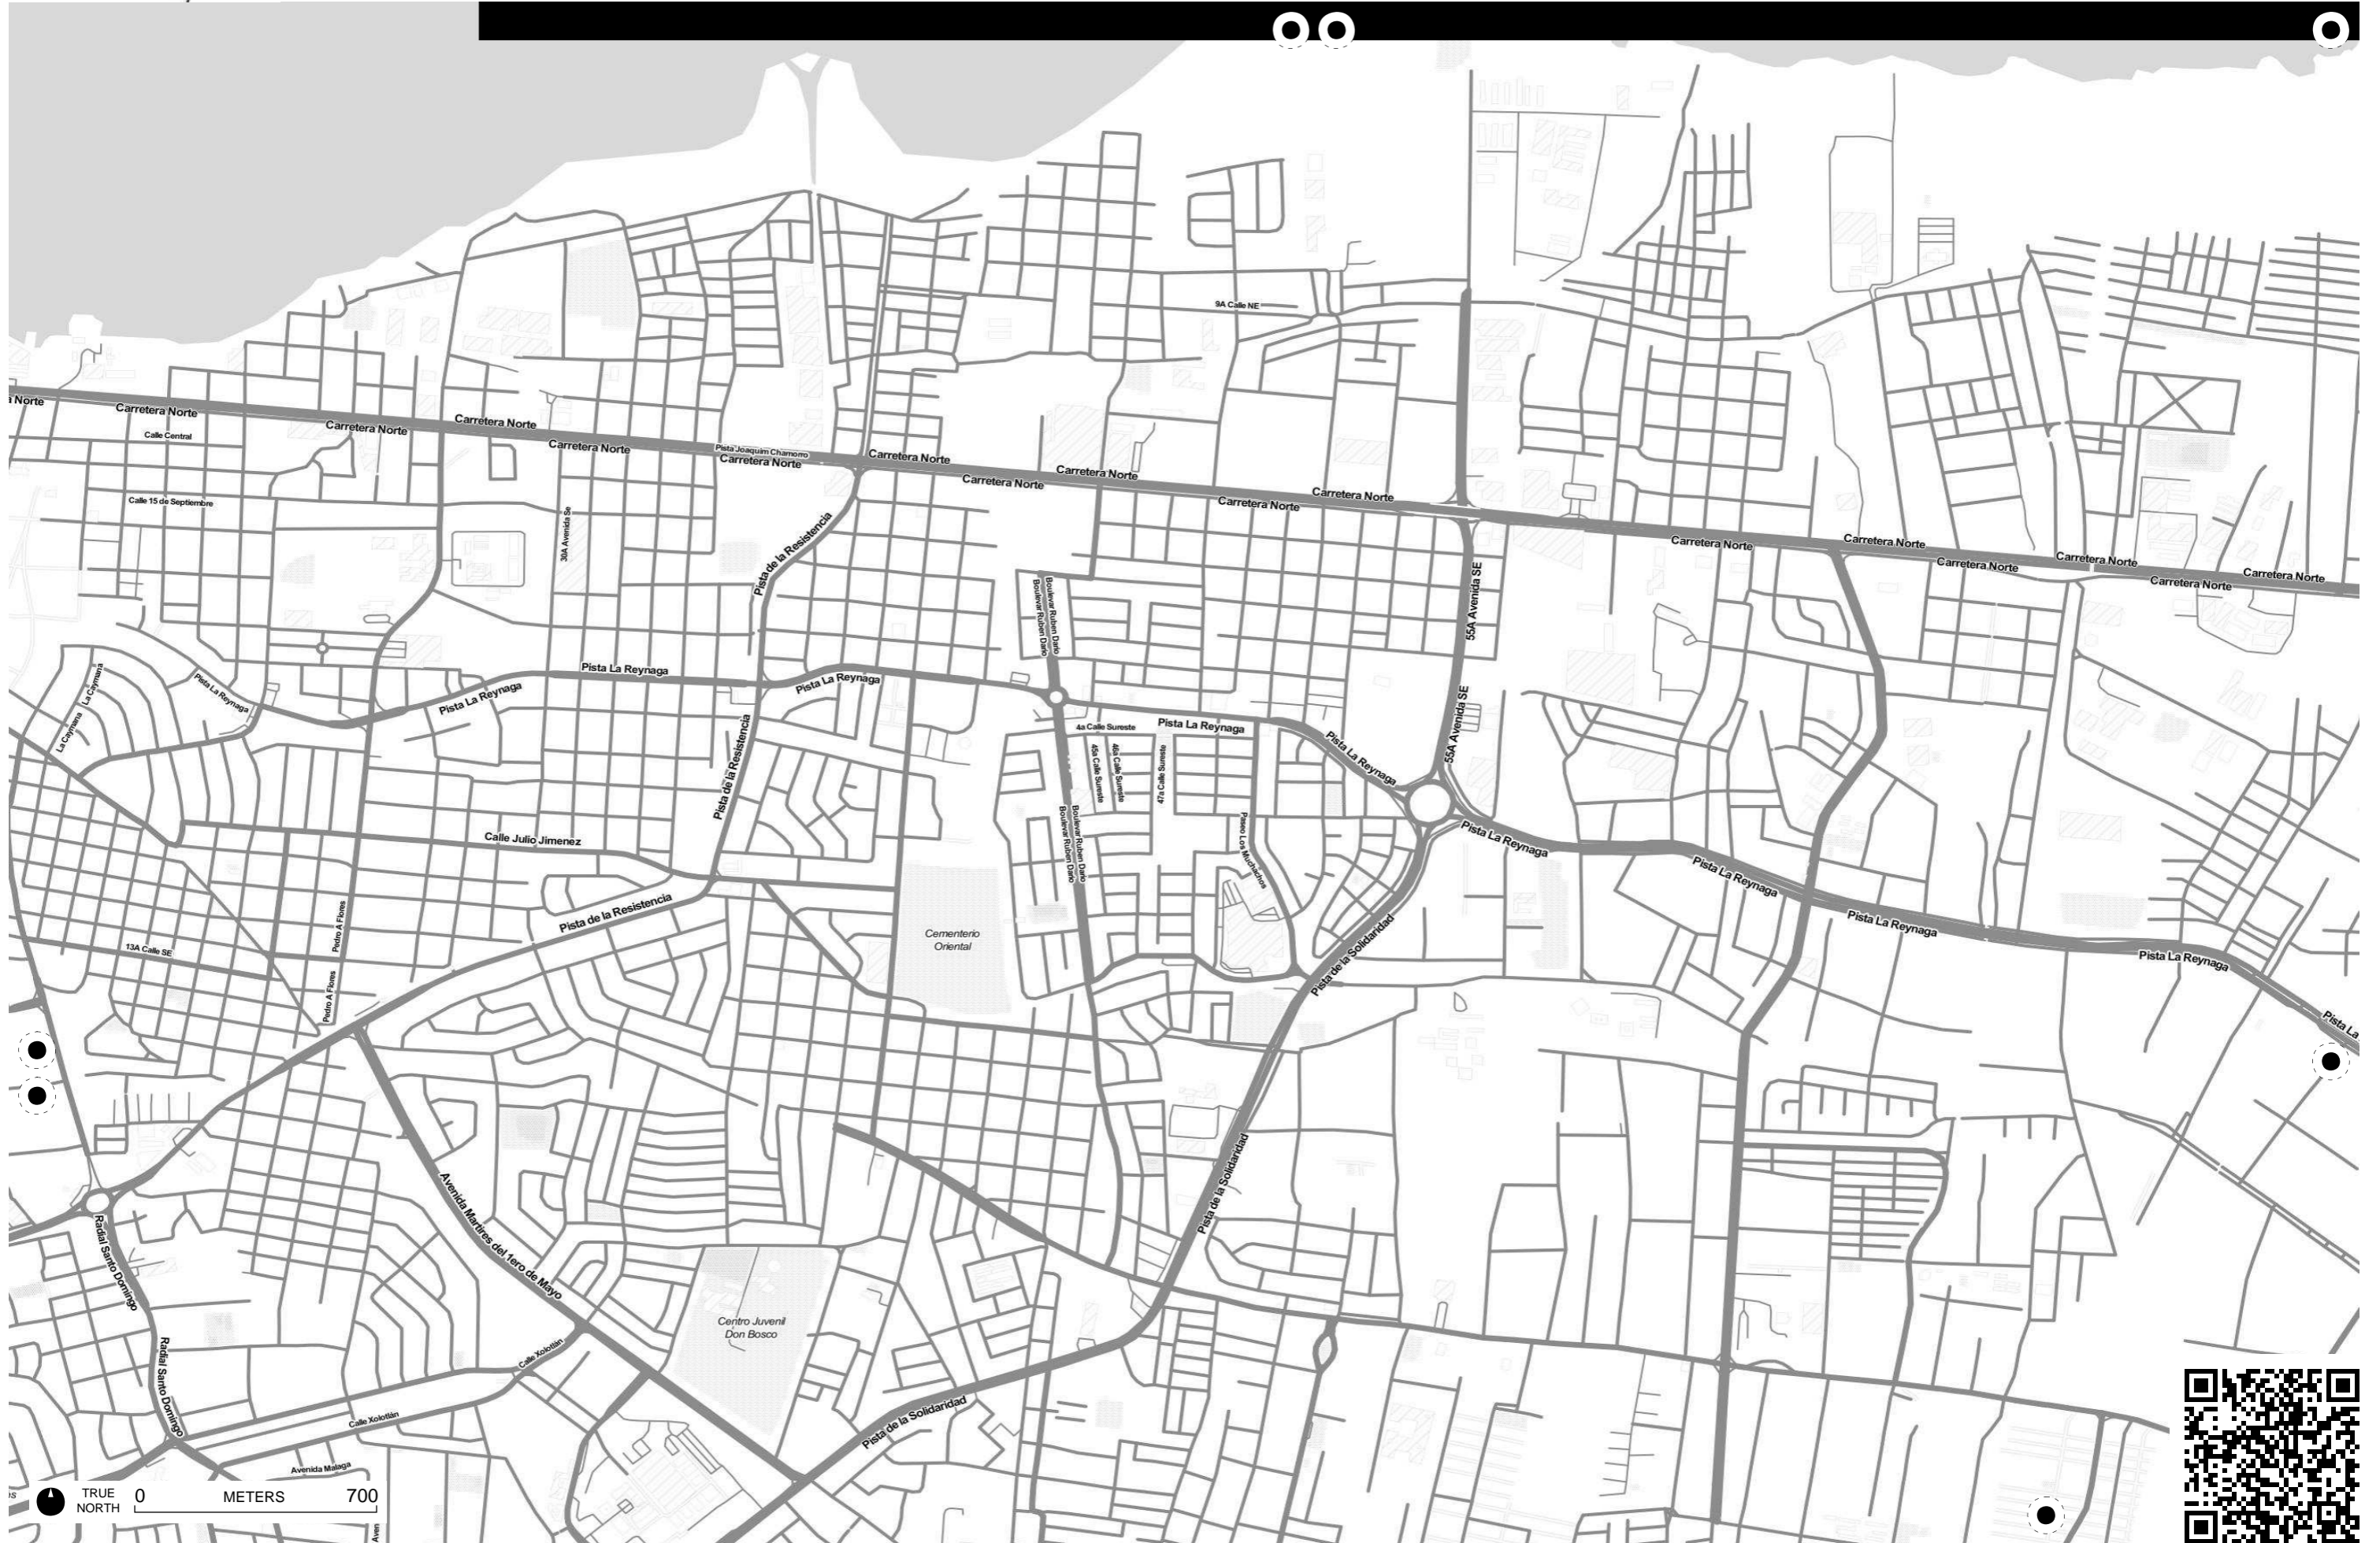 9A Calle NE
a Norte
Carretera Norte
Carretera Norte
Carretera Norte
Calle Central
Carretera Norte
Pista Joaquim Chamorro
Carretera Norte
Carretera Norte
Carretera Norte
Carretera Norte
Carretera Norte
Carretera Norte
Calle 15 de Septiembre
30A Avenida Se
Pista de la Resistencia
Carretera Norte
Carretera Norte
Carretera Norte
Carretera Norte
Carretera Norte
Carretera Norte
Boulevar Ruben Dario
Boulevar Ruben Dario
55A Avenida SE
La Caymana
La Caymana
Pista La Reynaga
Pista La Reynaga
Pista La Reynaga
Pista La Reynaga
Pista de la Resistencia
4a Calle Sureste
Pista La Reynaga
45a Calle Sureste
46a Calle Sureste
47a Calle Sureste
Pista La Reynaga
55A Avenida SE
Calle Julio Jimenez
Boulevar Ruben Dario
Boulevar Ruben Dario
Paseo Los Muchachos
Pista La Reynaga
Pista La Reynaga
Pista La Reynaga
Pista La Reynaga
Pista La
Pista de la Resistencia
Pedro A Flores
Pedro A Flores
13A Calle SE
Cementerio
Oriental
Pista de la Solidaridad
Pista de la Solidaridad
Avenida Martires del 1ero de Mayo
Radial Santo Domingo
Radial Santo Domingo
Centro Juvenil
Don Bosco
Calle Xolotlán
Calle Xolotlán
Pista de la Solidaridad
Avenida Malaga
Aven
os
TRUE
NORTH
0 METERS 700